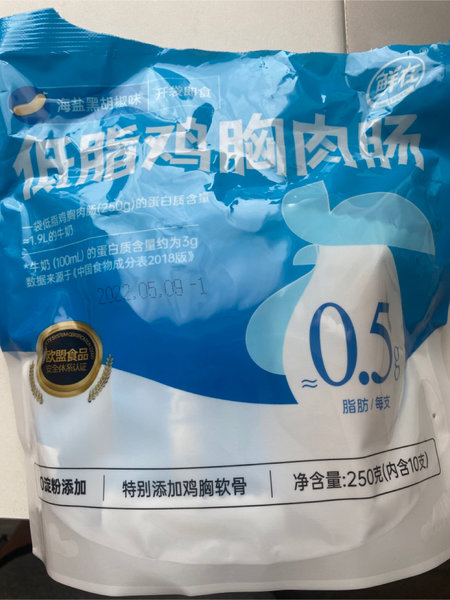 鲜在
海盐黑胡椒味 开袋即食
低脂鸡胸肉肠
一袋低脂鸡胸肉肠(250g)的蛋白质含量
≈1.9L的牛奶
*牛奶 (100mL) 的蛋白质含量约为3g
数据来源于《中国食物成分表2018版》
2022.05.09-1
欧盟食品
安全体系认证
≈0.5g
脂肪/每支
0淀粉添加 特别添加鸡胸软骨 净含量:250克(内含10支)